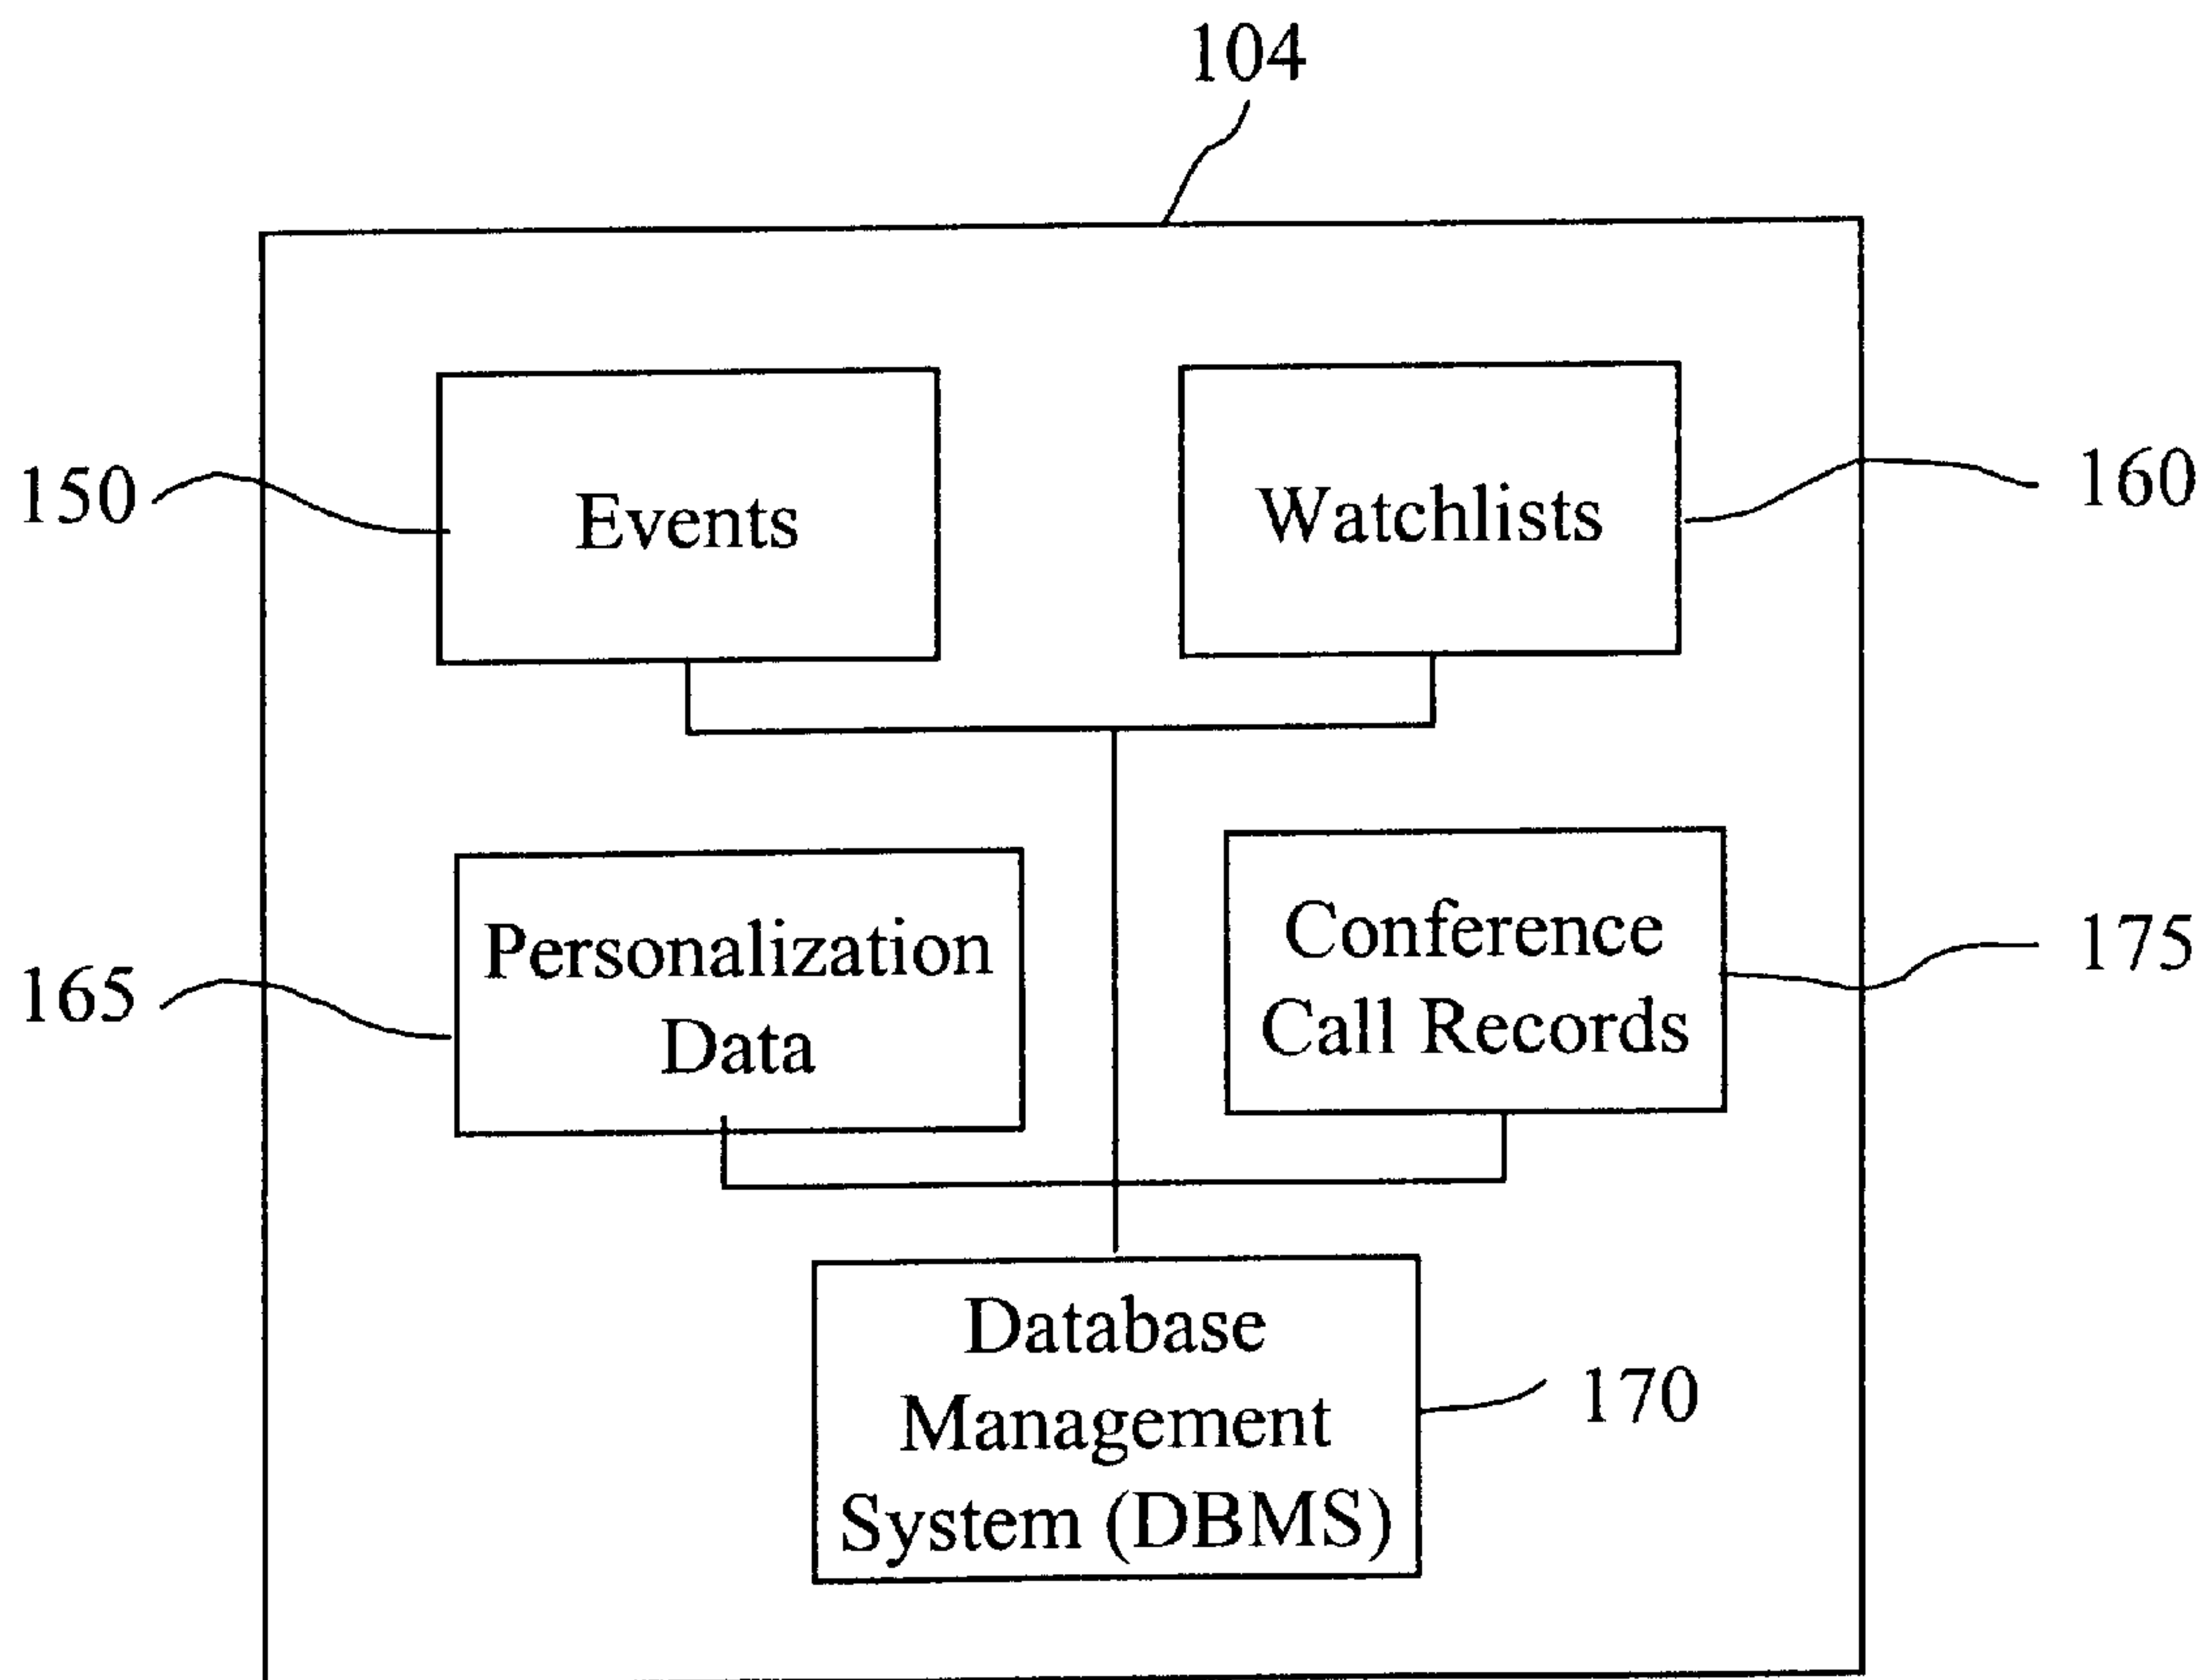 104
150
Events
Watchlists
160
165
Personalization
Data
Conference
Call Records
175
Database
Management
System (DBMS)
170